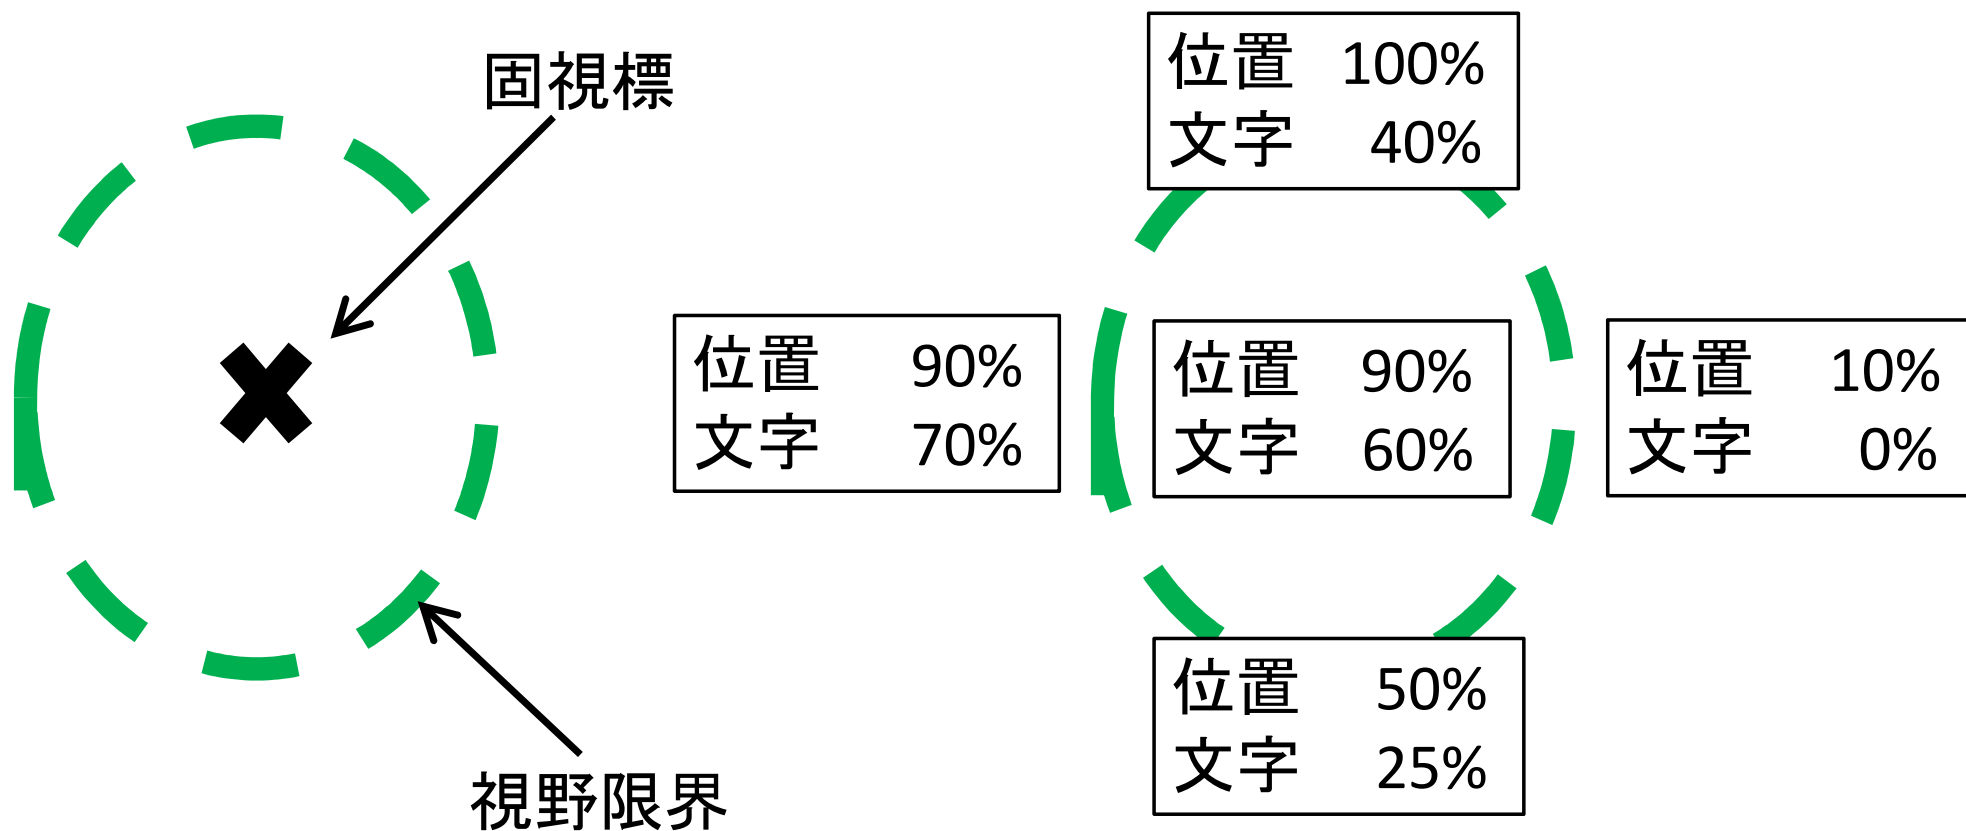 固視標
視野限界
位置 100%
文字 40%
位置 90%
文字 70%
位置 90%
文字 60%
位置 10%
文字 0%
位置 50%
文字 25%